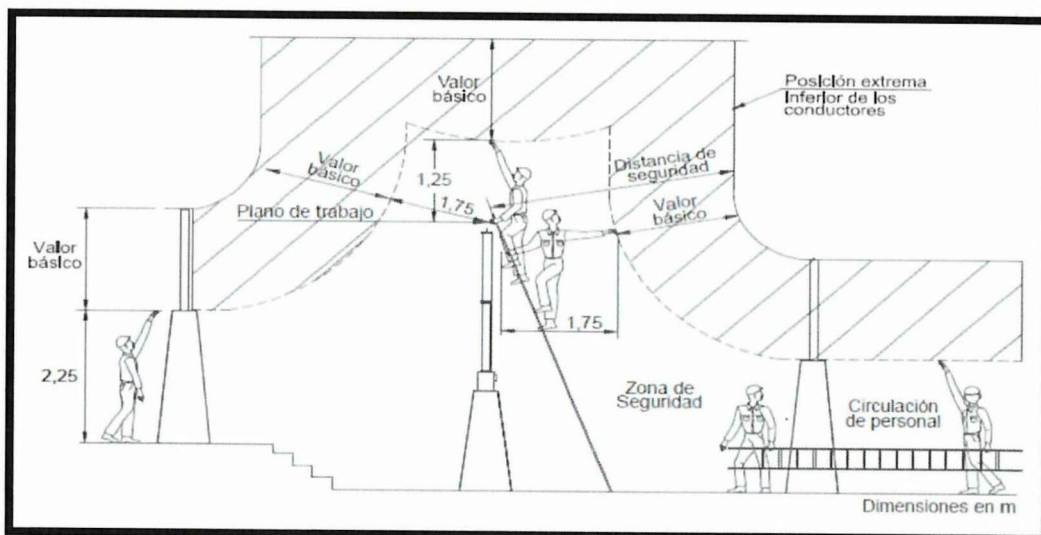 Valor
básico
Posición extrema
Inferior de los
conductores
Valor
básico
Distancia de
seguridad
1,25
1,75
Valor
básico
Plano de trabajo
Valor
básico
1,75
2,25
Zona de
Seguridad
Circulación
de personal
Dimensiones en m